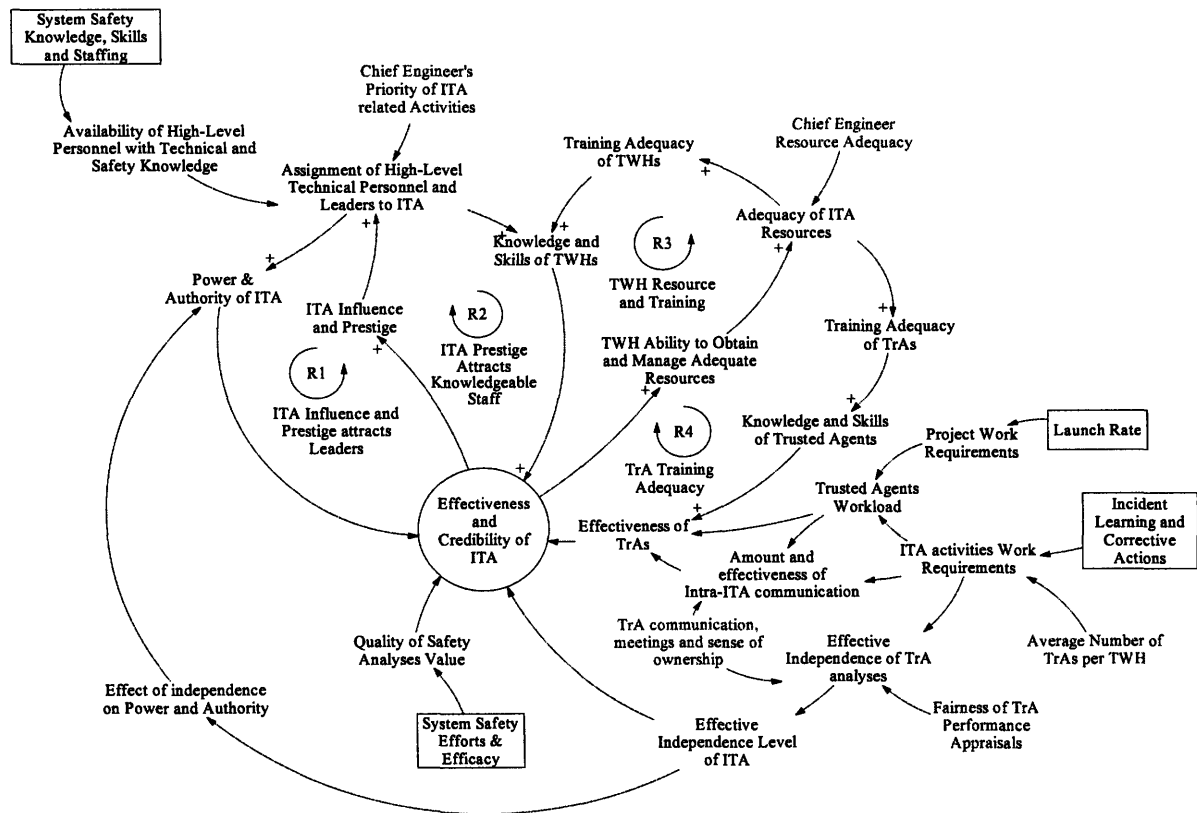 System Safety
Knowledge, Skills
and Staffing
Chief Engineer's
Priority of ITA
related Activities
Availability of High-Level
Personnel with Technical and
Safety Knowledge
Assignment of High-Level
Technical Personnel and
Leaders to ITA
Training Adequacy
of TWHs
Chief Engineer
Resource Adequacy
Adequacy of ITA
Resources
+
+
+
+
+
+
Knowledge and
Skills of TWHs
R3
TWH Resource
and Training
Power &
Authority of ITA
ITA Influence
and Prestige
+
R2
ITA Prestige
Attracts
Knowledgeable
Staff
R1
ITA Influence and
Prestige attracts
Leaders
+
Training Adequacy
of TrAs
TWH Ability to Obtain
and Manage Adequate
Resources
+
+
Knowledge and Skills
of Trusted Agents
R4
TrA Training
Adequacy
Project Work
Requirements
Launch Rate
+
+
Effectiveness
and
Credibility of
ITA
Effectiveness of
TrAs
Trusted Agents
Workload
Incident
Learning and
Corrective
Actions
ITA activities Work
Requirements
Amount and
effectiveness of
Intra-ITA communication
TrA communication,
meetings and sense of
ownership
Quality of Safety
Analyses Value
Effective
Independence of TrA
analyses
Average Number of
TrAs per TWH
Effect of independence
on Power and Authority
System Safety
Efforts &
Efficacy
Effective
Independence Level
of ITA
Fairness of TrA
Performance
Appraisals